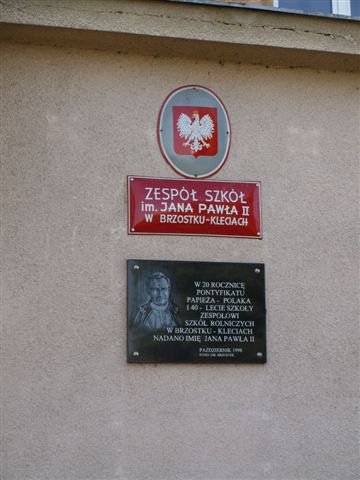 ZESPÓŁ SZKÓŁ
im. JANA PAWŁA II
W BRZOSTKU-KLECIACH
W 20 ROCZNICĘ
PONTYFIKATU
PAPIEŻA - POLAKA
I 40 - LECIE SZKOŁY
ZESPOŁOWI
SZKÓŁ ROLNICZYCH
W BRZOSTKU - KLECIACH
NADANO IMIĘ JANA PAWŁA II
PAŹDZIERNIK 1998